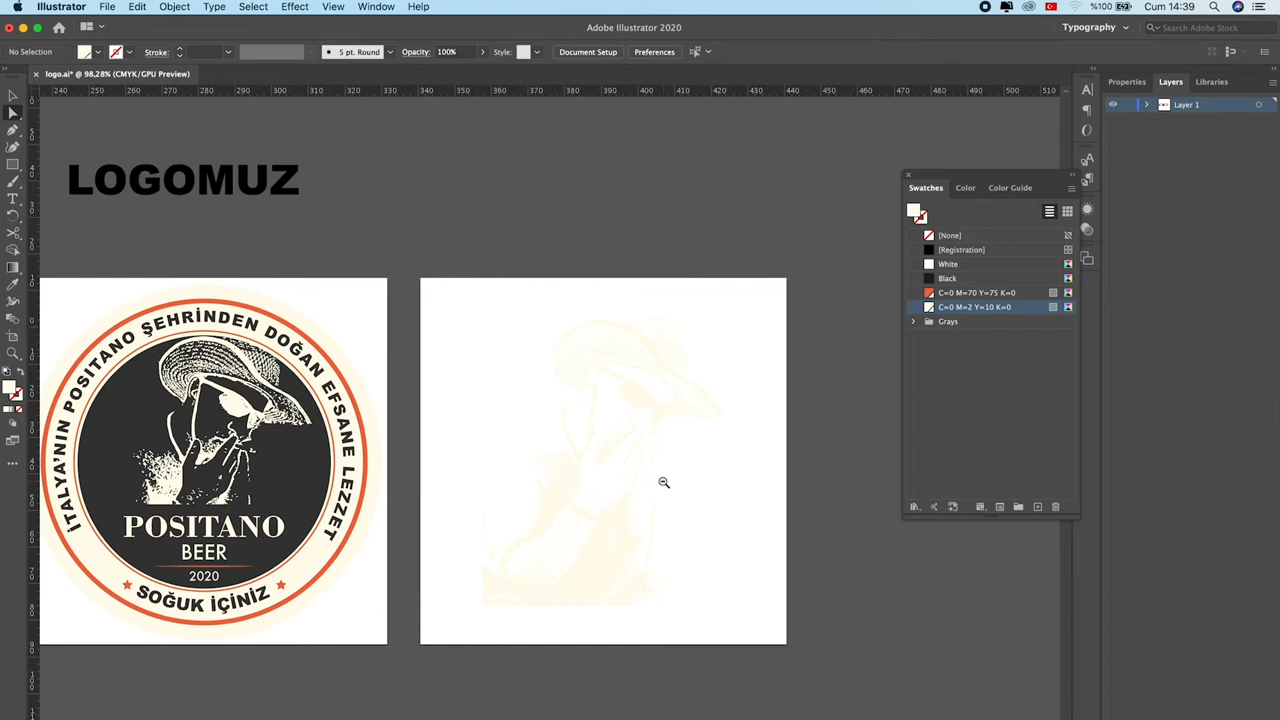 Illustrator File Edit Object Type Select Effect View Window Help
%100 Cum 14:39
Adobe Illustrator 2020
Typography
Search Adobe Stock
No Selection Stroke: 5 pt. Round Opacity: 100% Style: Document Setup Preferences
× logo.ai* @ 98,28% (CMYK/GPU Preview)
Properties Layers Libraries
240 250 260 270 280 290 300 310 320 330 340 350 360 370 380 390 400 410 420 430 440 450 460 470 480 490 500 510
Layer 1
LOGOMUZ
Swatches Color Color Guide
[None]
[Registration]
White
Black
C=0 M=70 Y=75 K=0
C=0 M=2 Y=10 K=0
Grays
İTALYA'NIN POSITANO ŞEHRİNDEN DOĞAN EFSANE LEZZET
POSITANO
BEER
2020
SOĞUK İÇİNİZ